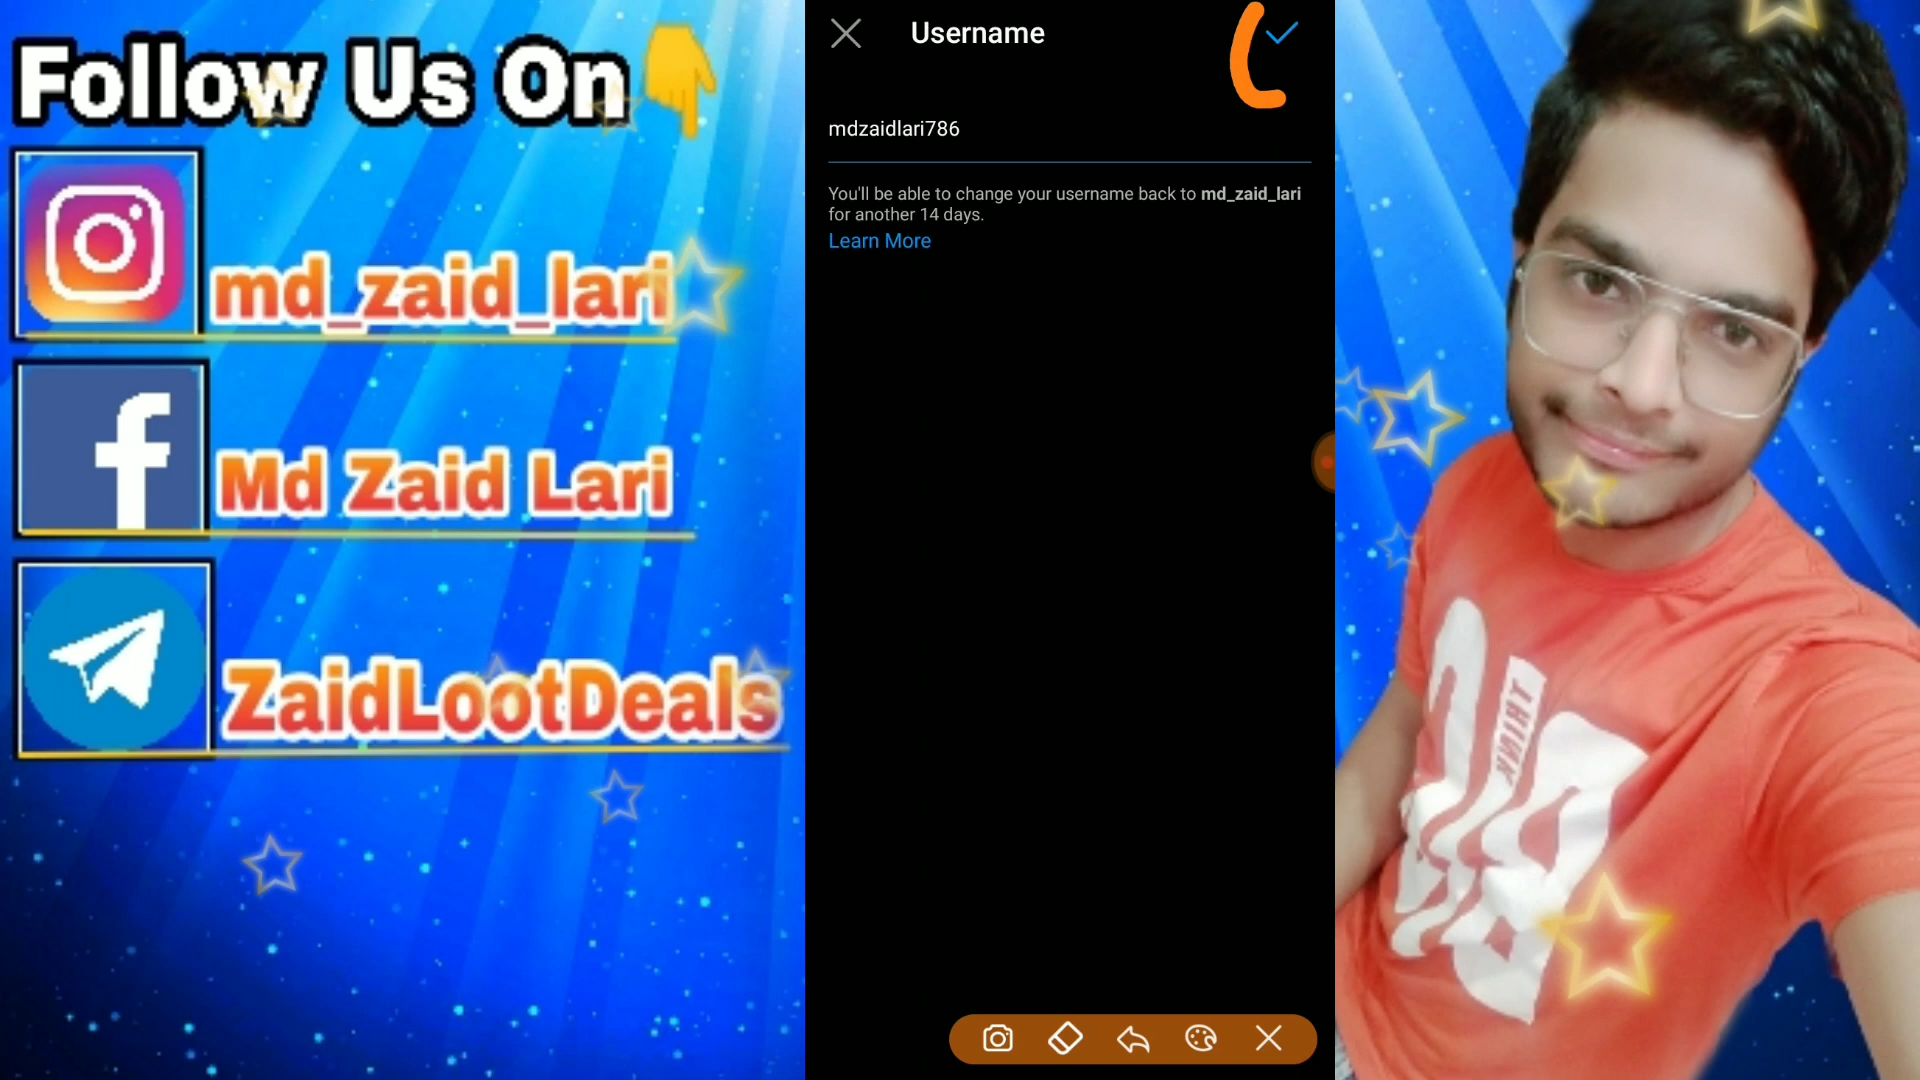 Follow Us On
md_zaid_lari
Md Zaid Lari
ZaidLootDeals
Username
mdzaidlari786
You'll be able to change your username back to md_zaid_lari
for another 14 days.
Learn More
THINK